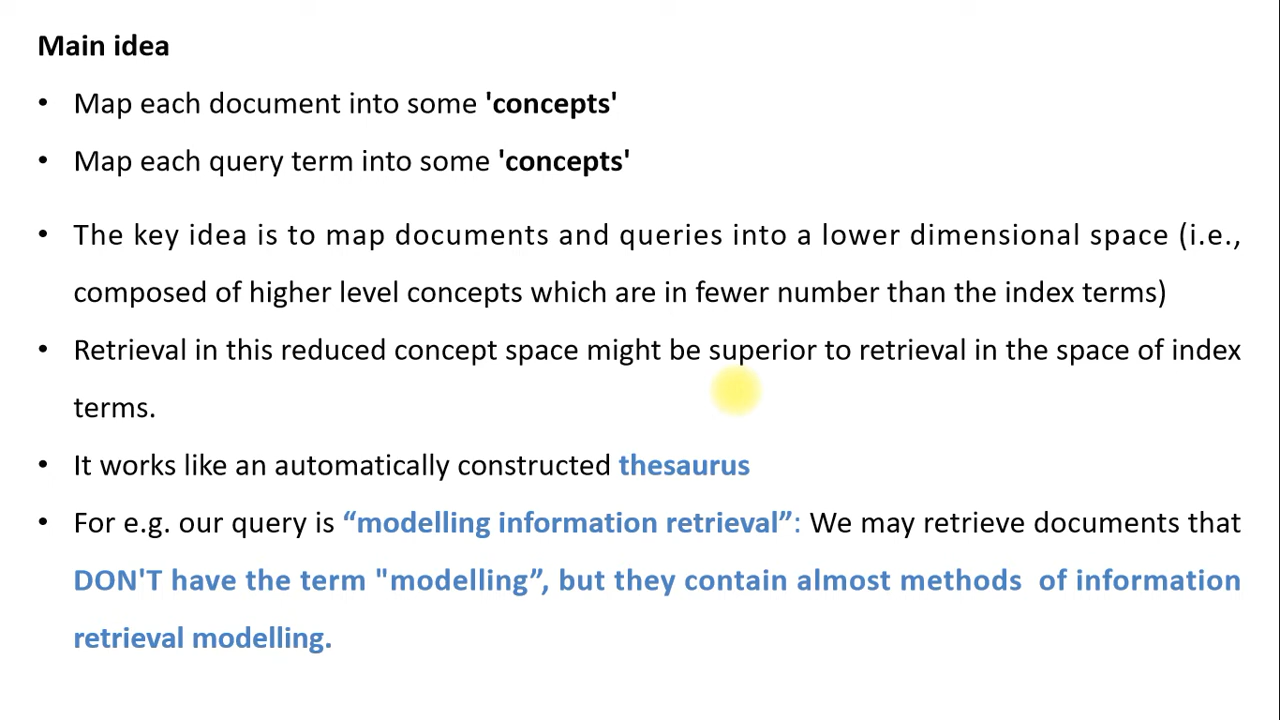 Main idea
• Map each document into some 'concepts'
• Map each query term into some 'concepts'
• The key idea is to map documents and queries into a lower dimensional space (i.e.,
composed of higher level concepts which are in fewer number than the index terms)
• Retrieval in this reduced concept space might be superior to retrieval in the space of index
terms.
• It works like an automatically constructed thesaurus
• For e.g. our query is “modelling information retrieval”: We may retrieve documents that
DON'T have the term "modelling”, but they contain almost methods of information
retrieval modelling.